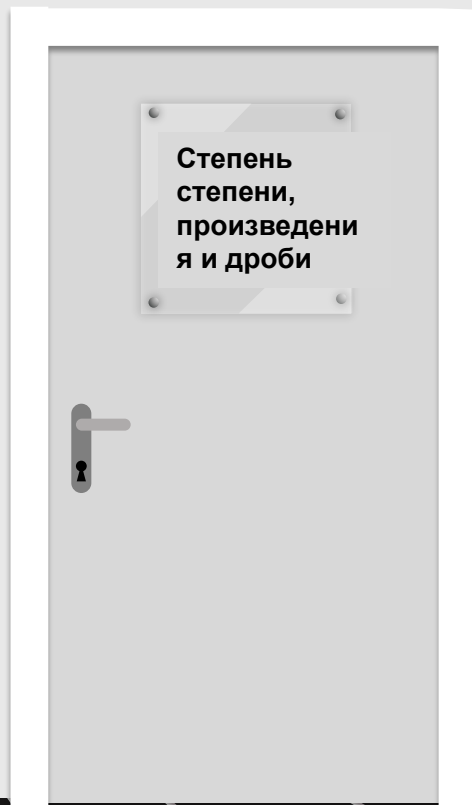 Степень
степени,
произведени
я и дроби